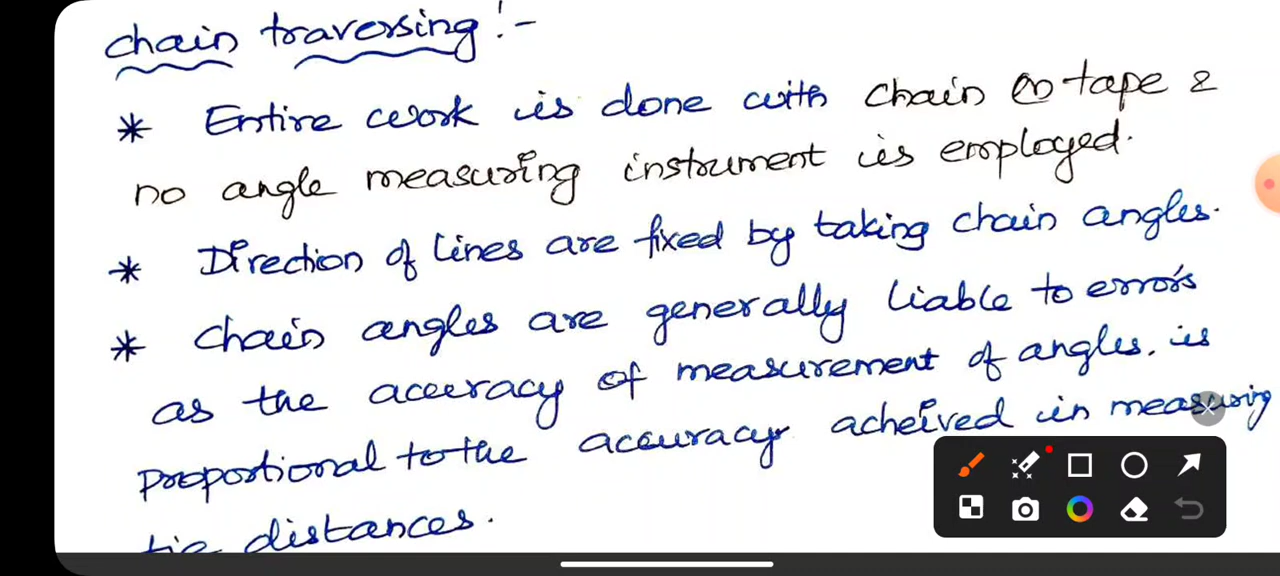 chain traversing :-
* Entire work is done with chain (or) tape &
no angle measuring instrument is employed.
* Direction of lines are fixed by taking chain angles.
* Chain angles are generally liable to errors
as the accuracy of measurement of angles. is
proportional to the accuracy acheived in measuring
tie distances.